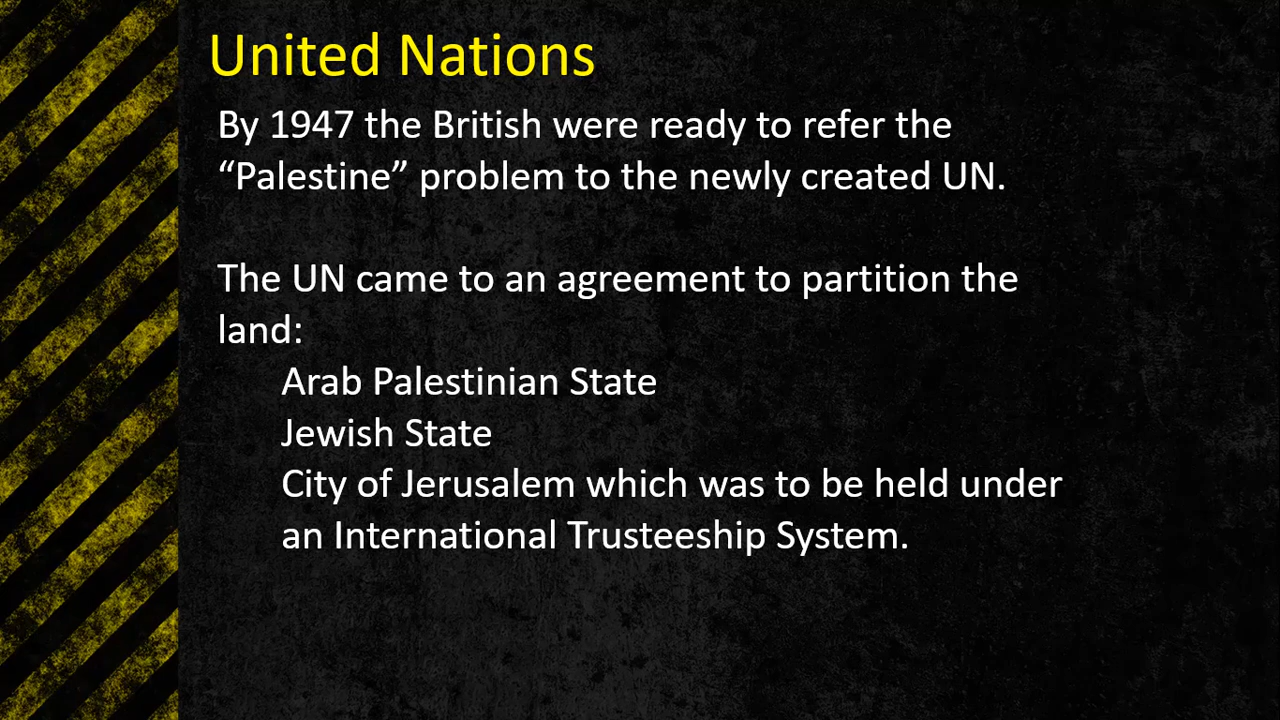 United Nations
By 1947 the British were ready to refer the
“Palestine” problem to the newly created UN.
The UN came to an agreement to partition the
land:
Arab Palestinian State
Jewish State
City of Jerusalem which was to be held under
an International Trusteeship System.